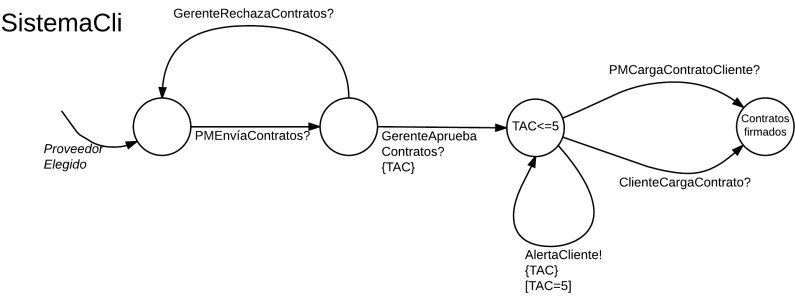 SistemaCli
GerenteRechazaContratos?
PMCargaContratoCliente?
Proveedor
Elegido
PMEnvíaContratos?
GerenteAprueba
Contratos?
{TAC}
TAC<=5
Contratos
firmados
ClienteCargaContrato?
AlertaCliente!
{TAC}
[TAC=5]